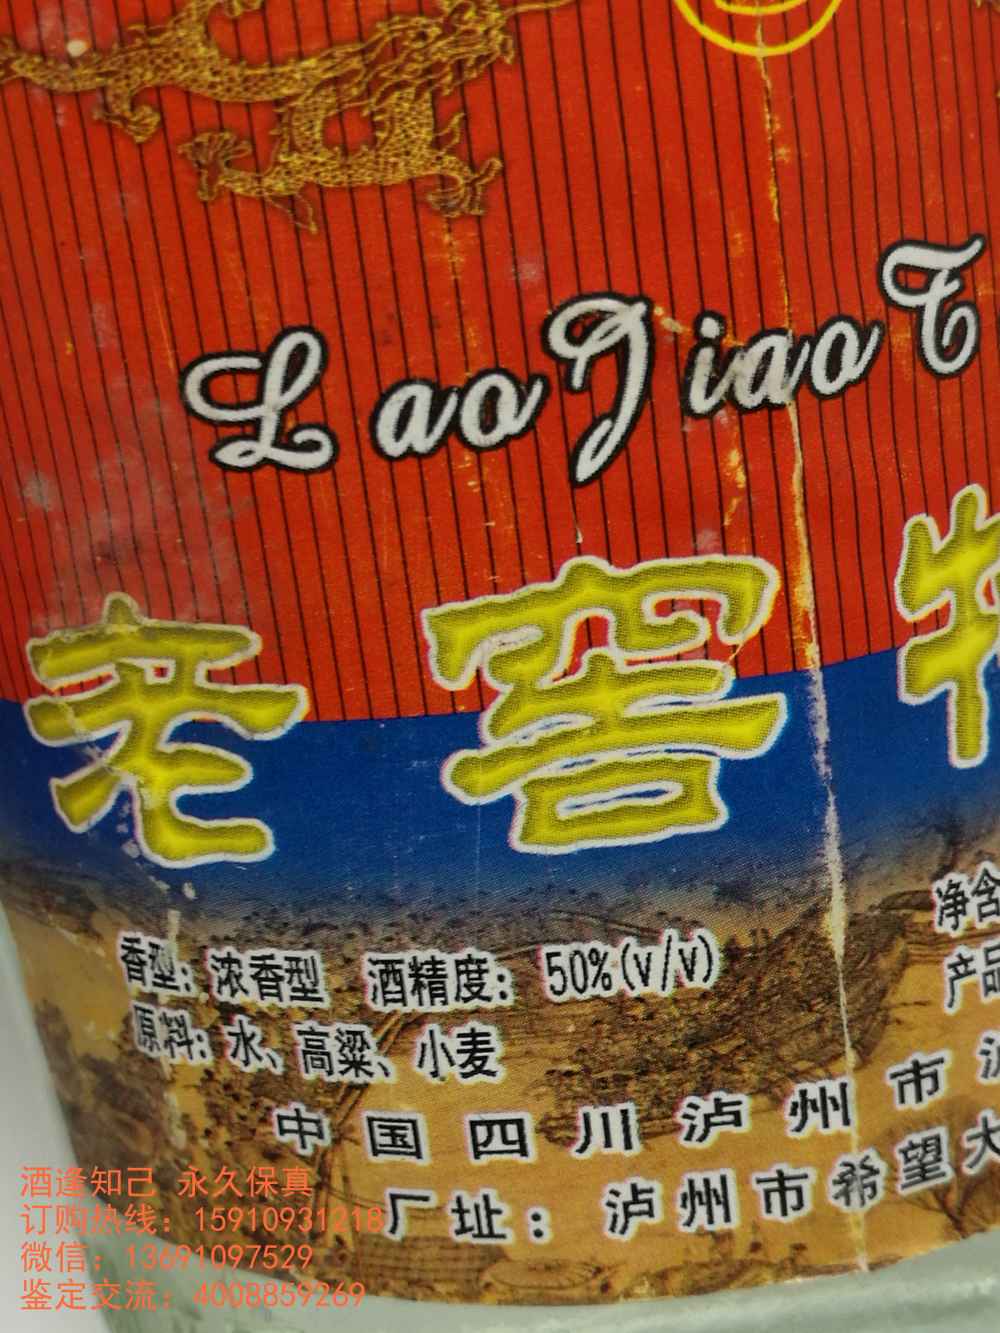 LaoJiaoT
老窖特
净含
香型：浓香型 酒精度：50%(v/v)
产品
原料：水、高粱、小麦
中国四川泸州市泸
厂址：泸州市希望大
酒逢知己 永久保真
订购热线：15910931218
微信：13691097529
鉴定交流：4008859269